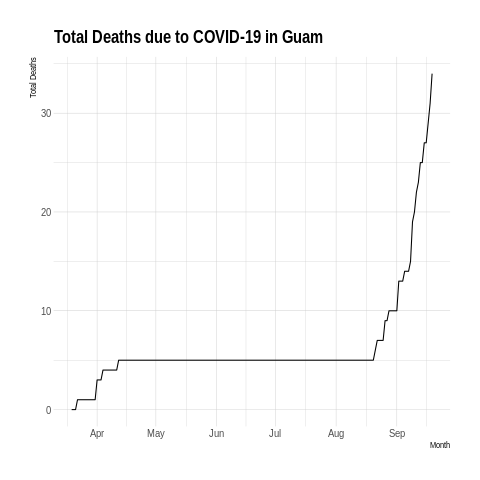 Total Deaths due to COVID-19 in Guam
Total Deaths
30
20
10
0
Apr May Jun Jul Aug Sep
Month